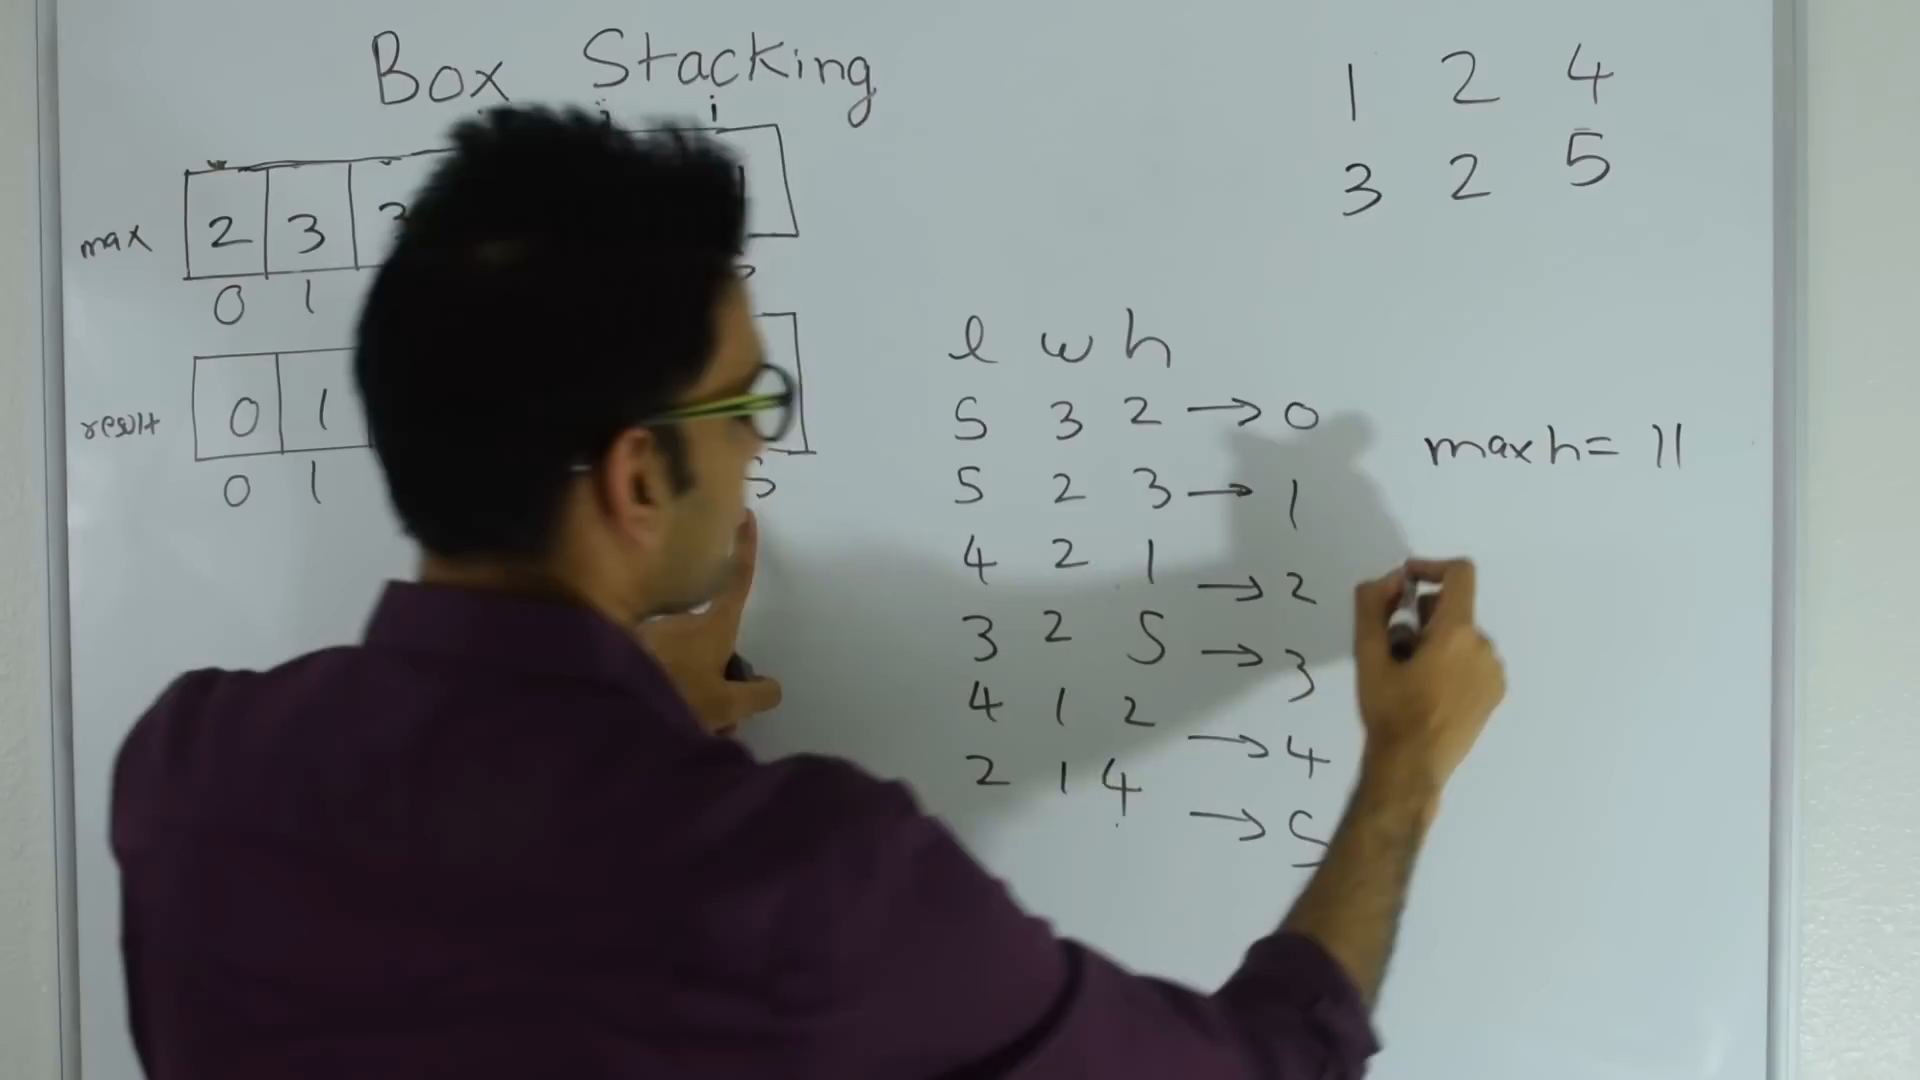 Box Stacking
j i
max 2 3 3
0 1
result 0 1
0 1 5
1 2 4
3 2 5
l w h
5 3 2 → 0
5 2 3 → 1
4 2 1 → 2
3 2 5 → 3
4 1 2 → 4
2 1 4 → 5
max h = 11